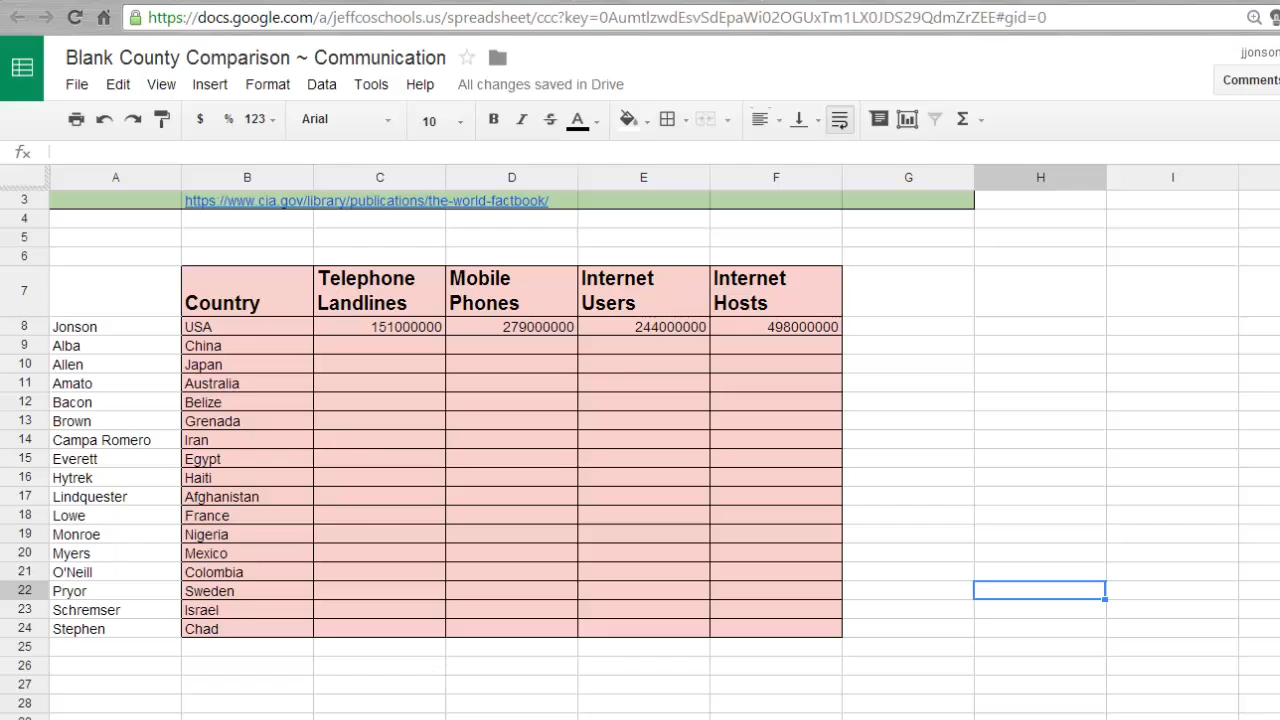 https://docs.google.com/a/jeffcoschools.us/spreadsheet/ccc?key=0AumtlzwdEsvSdEpaWi02OGUxTm1LX0JDS29QdmZrZEE#gid=0
Blank County Comparison ~ Communication
jjonson
File Edit View Insert Format Data Tools Help All changes saved in Drive
Comments
$ % 123 Arial 10 B I S A Σ
fx
A B C D E F G H I
3 https://www.cia.gov/library/publications/the-world-factbook/
4
5
6
7 Country Telephone Landlines Mobile Phones Internet Users Internet Hosts
8 Jonson USA 151000000 279000000 244000000 498000000
9 Alba China
10 Allen Japan
11 Amato Australia
12 Bacon Belize
13 Brown Grenada
14 Campa Romero Iran
15 Everett Egypt
16 Hytrek Haiti
17 Lindquester Afghanistan
18 Lowe France
19 Monroe Nigeria
20 Myers Mexico
21 O'Neill Colombia
22 Pryor Sweden
23 Schremser Israel
24 Stephen Chad
25
26
27
28